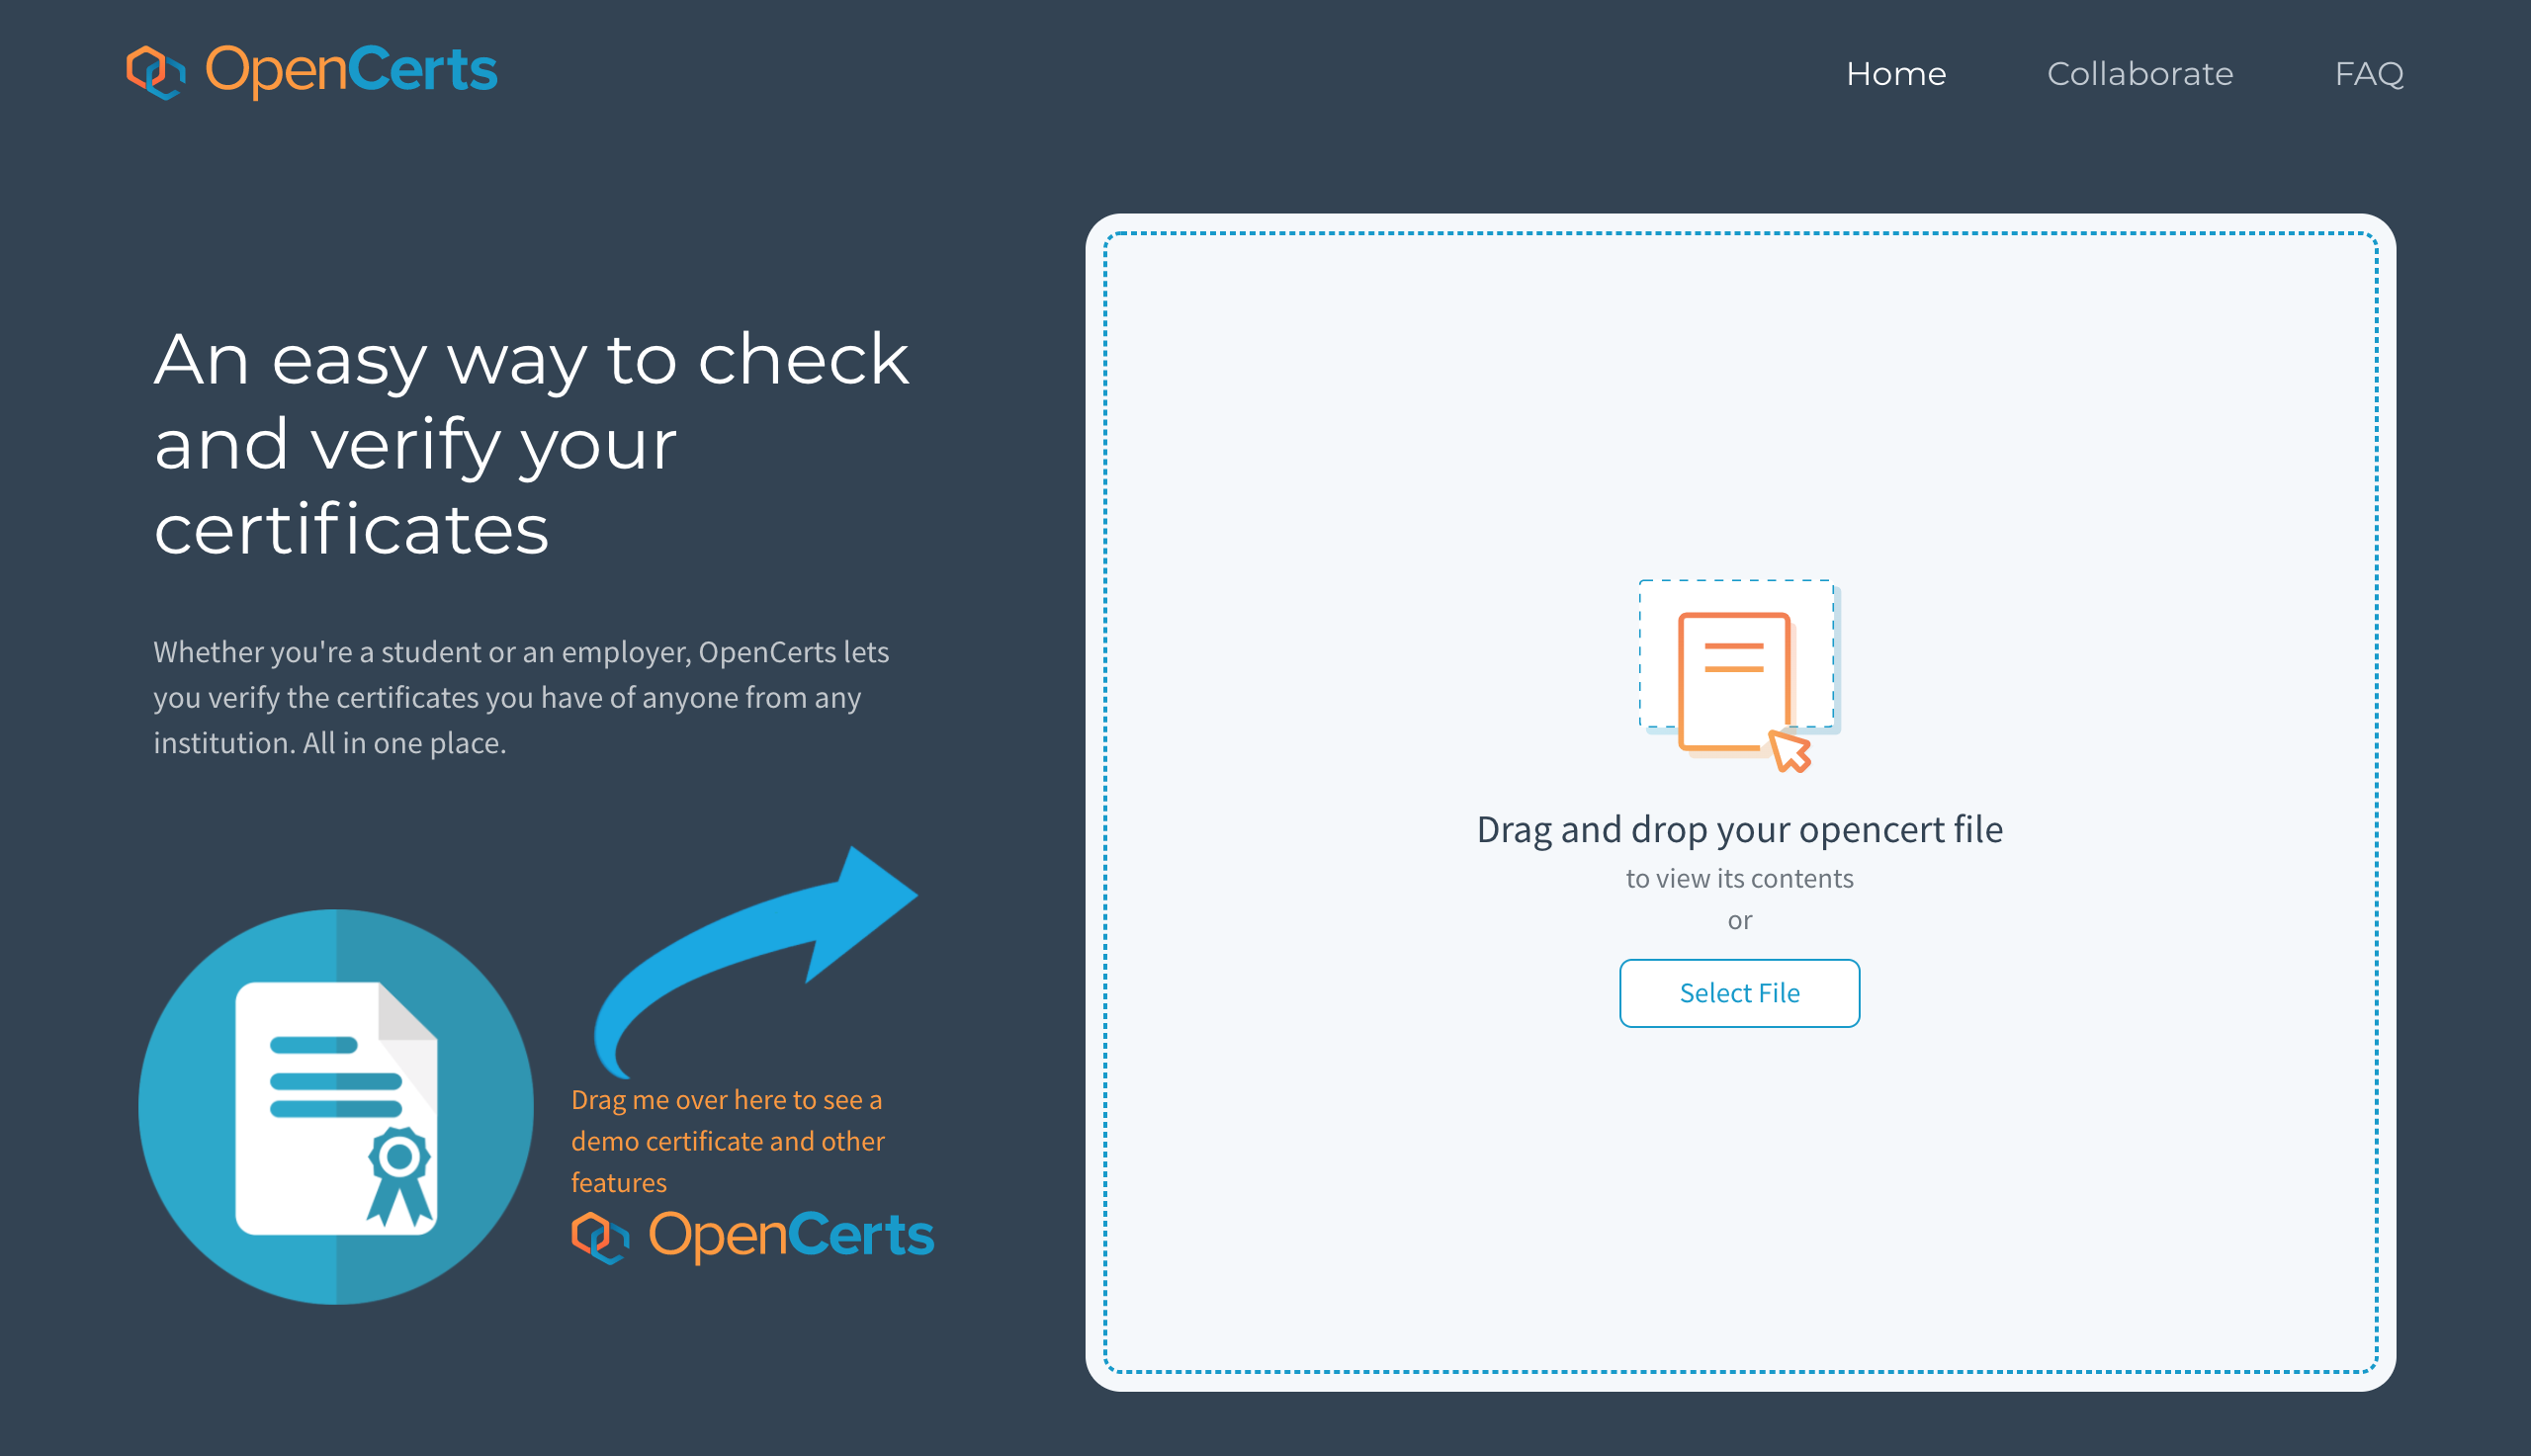 OpenCerts
Home
Collaborate
FAQ
An easy way to check
and verify your
certificates
Whether you're a student or an employer, OpenCerts lets
you verify the certificates you have of anyone from any
institution. All in one place.
Drag me over here to see a
demo certificate and other
features
OpenCerts
Drag and drop your opencert file
to view its contents
or
Select File